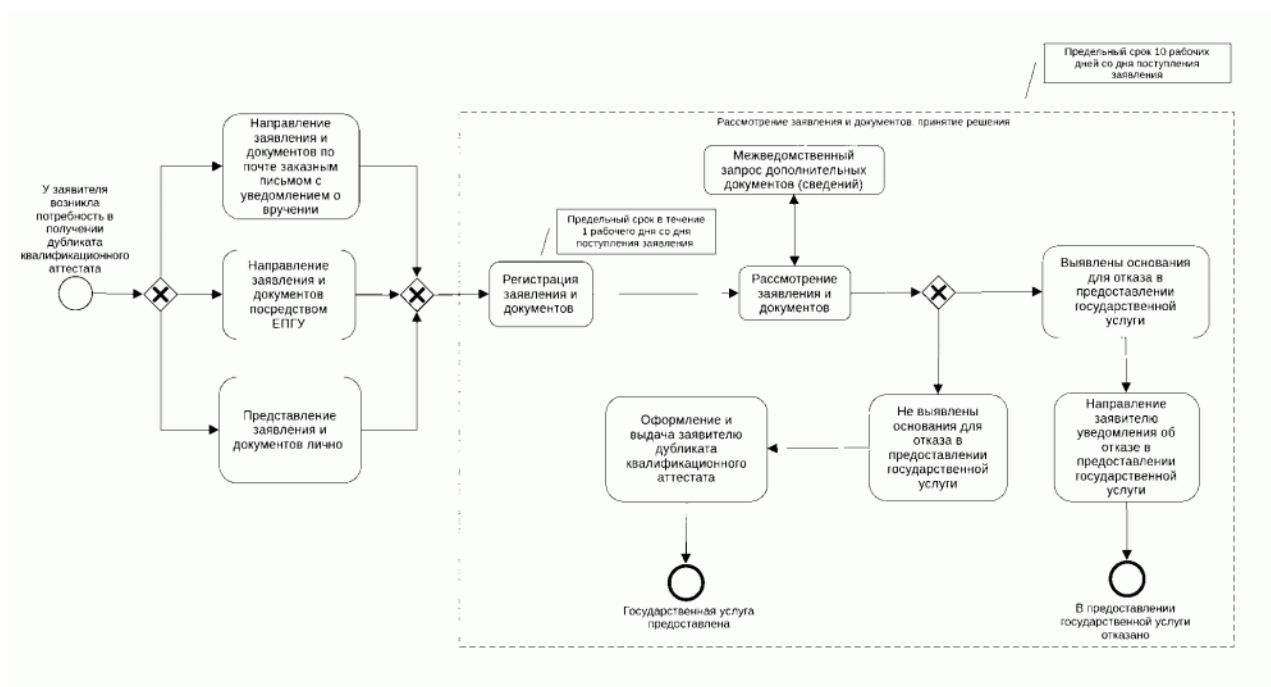 Предельный срок 10 рабочих
дней со дня поступления
заявления
Рассмотрение заявления и документов. принятие решения
У заявителя
возникла
потребность в
получении
дубликата
квалификационного
аттестата
Направление
заявления и
документов по
почте заказным
письмом с
уведомлением о
вручении
Направление
заявления и
документов
посредством
ЕПГУ
Представление
заявления и
документов лично
Предельный срок в течение
1 рабочего дня со дня
поступления заявления
Регистрация
заявления и
документов
Межведомственный
запрос дополнительных
документов (сведений)
Рассмотрение
заявления и
документов
Выявлены основания
для отказа в
предоставлении
государственной
услуги
Не выявлены
основания для
отказа в
предоставлении
государственной
услуги
Оформление и
выдача заявителю
дубликата
квалификационного
аттестата
Направление
заявителю
уведомления об
отказе в
предоставлении
государственной
услуги
Государственная услуга
предоставлена
В предоставлении
государственной услуги
отказано